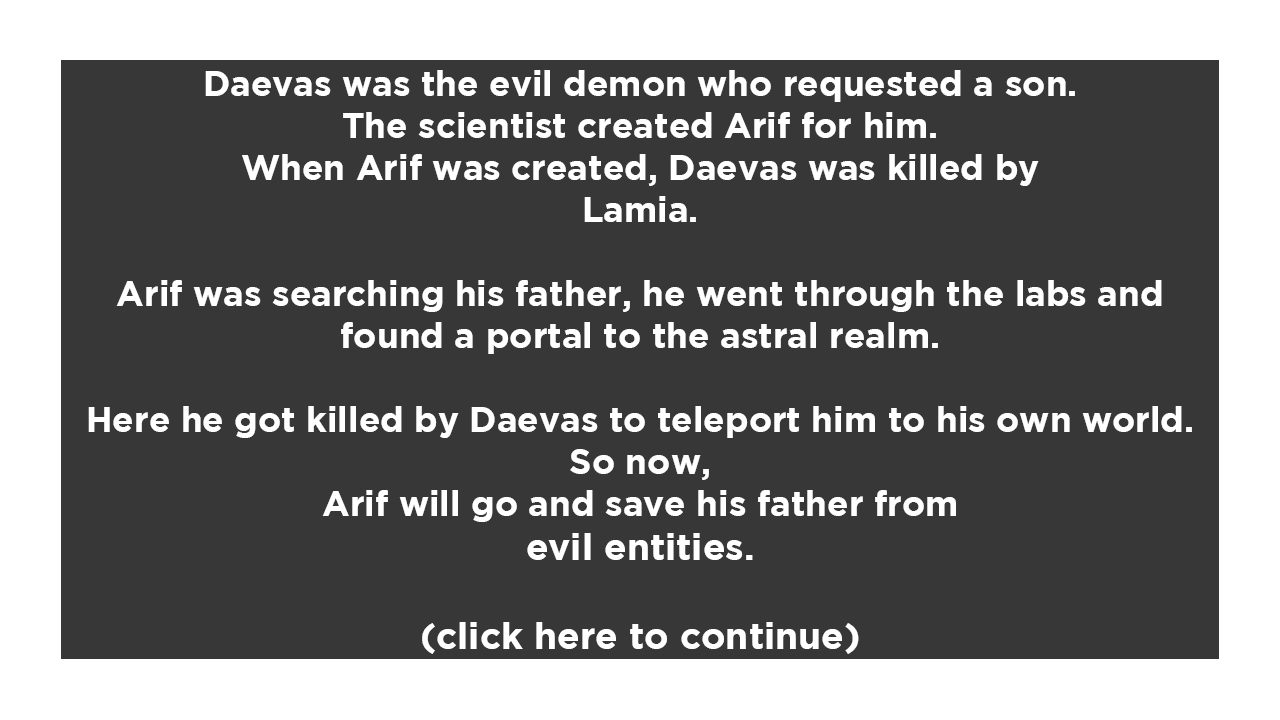 Daevas was the evil demon who requested a son.
The scientist created Arif for him.
When Arif was created, Daevas was killed by
Lamia.
Arif was searching his father, he went through the labs and
found a portal to the astral realm.
Here he got killed by Daevas to teleport him to his own world.
So now,
Arif will go and save his father from
evil entities.
(click here to continue)